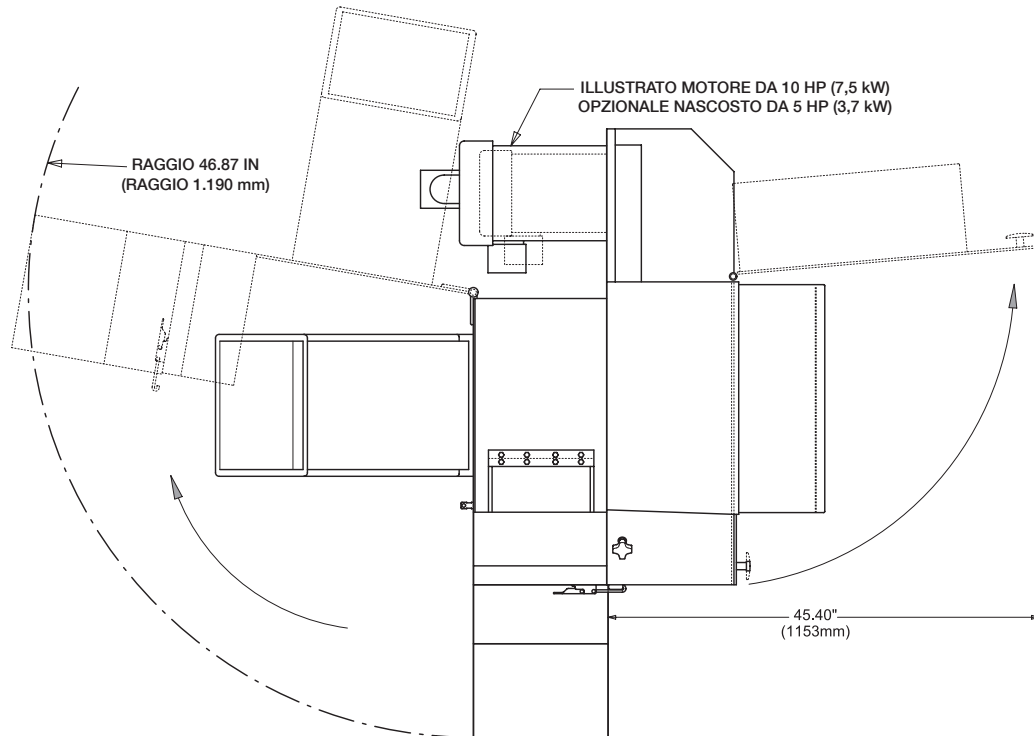 ILLUSTRATO MOTORE DA 10 HP (7,5 kW)
OPZIONALE NASCOSTO DA 5 HP (3,7 kW)
RAGGIO 46.87 IN
(RAGGIO 1.190 mm)
45.40"
(1153mm)